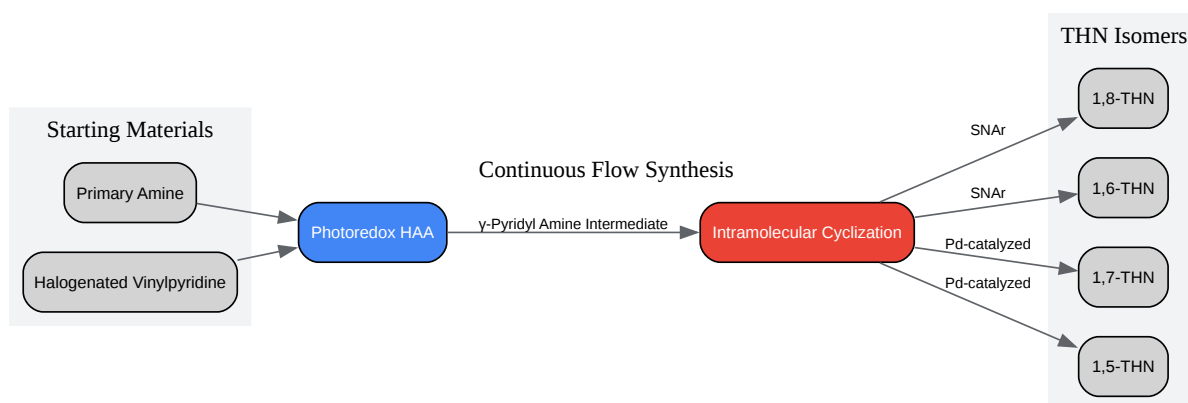 Starting Materials
Primary Amine
Halogenated Vinylpyridine
Photoredox HAA
Continuous Flow Synthesis
γ-Pyridyl Amine Intermediate
Intramolecular Cyclization
SNAr
SNAr
Pd-catalyzed
Pd-catalyzed
THN Isomers
1,8-THN
1,6-THN
1,7-THN
1,5-THN